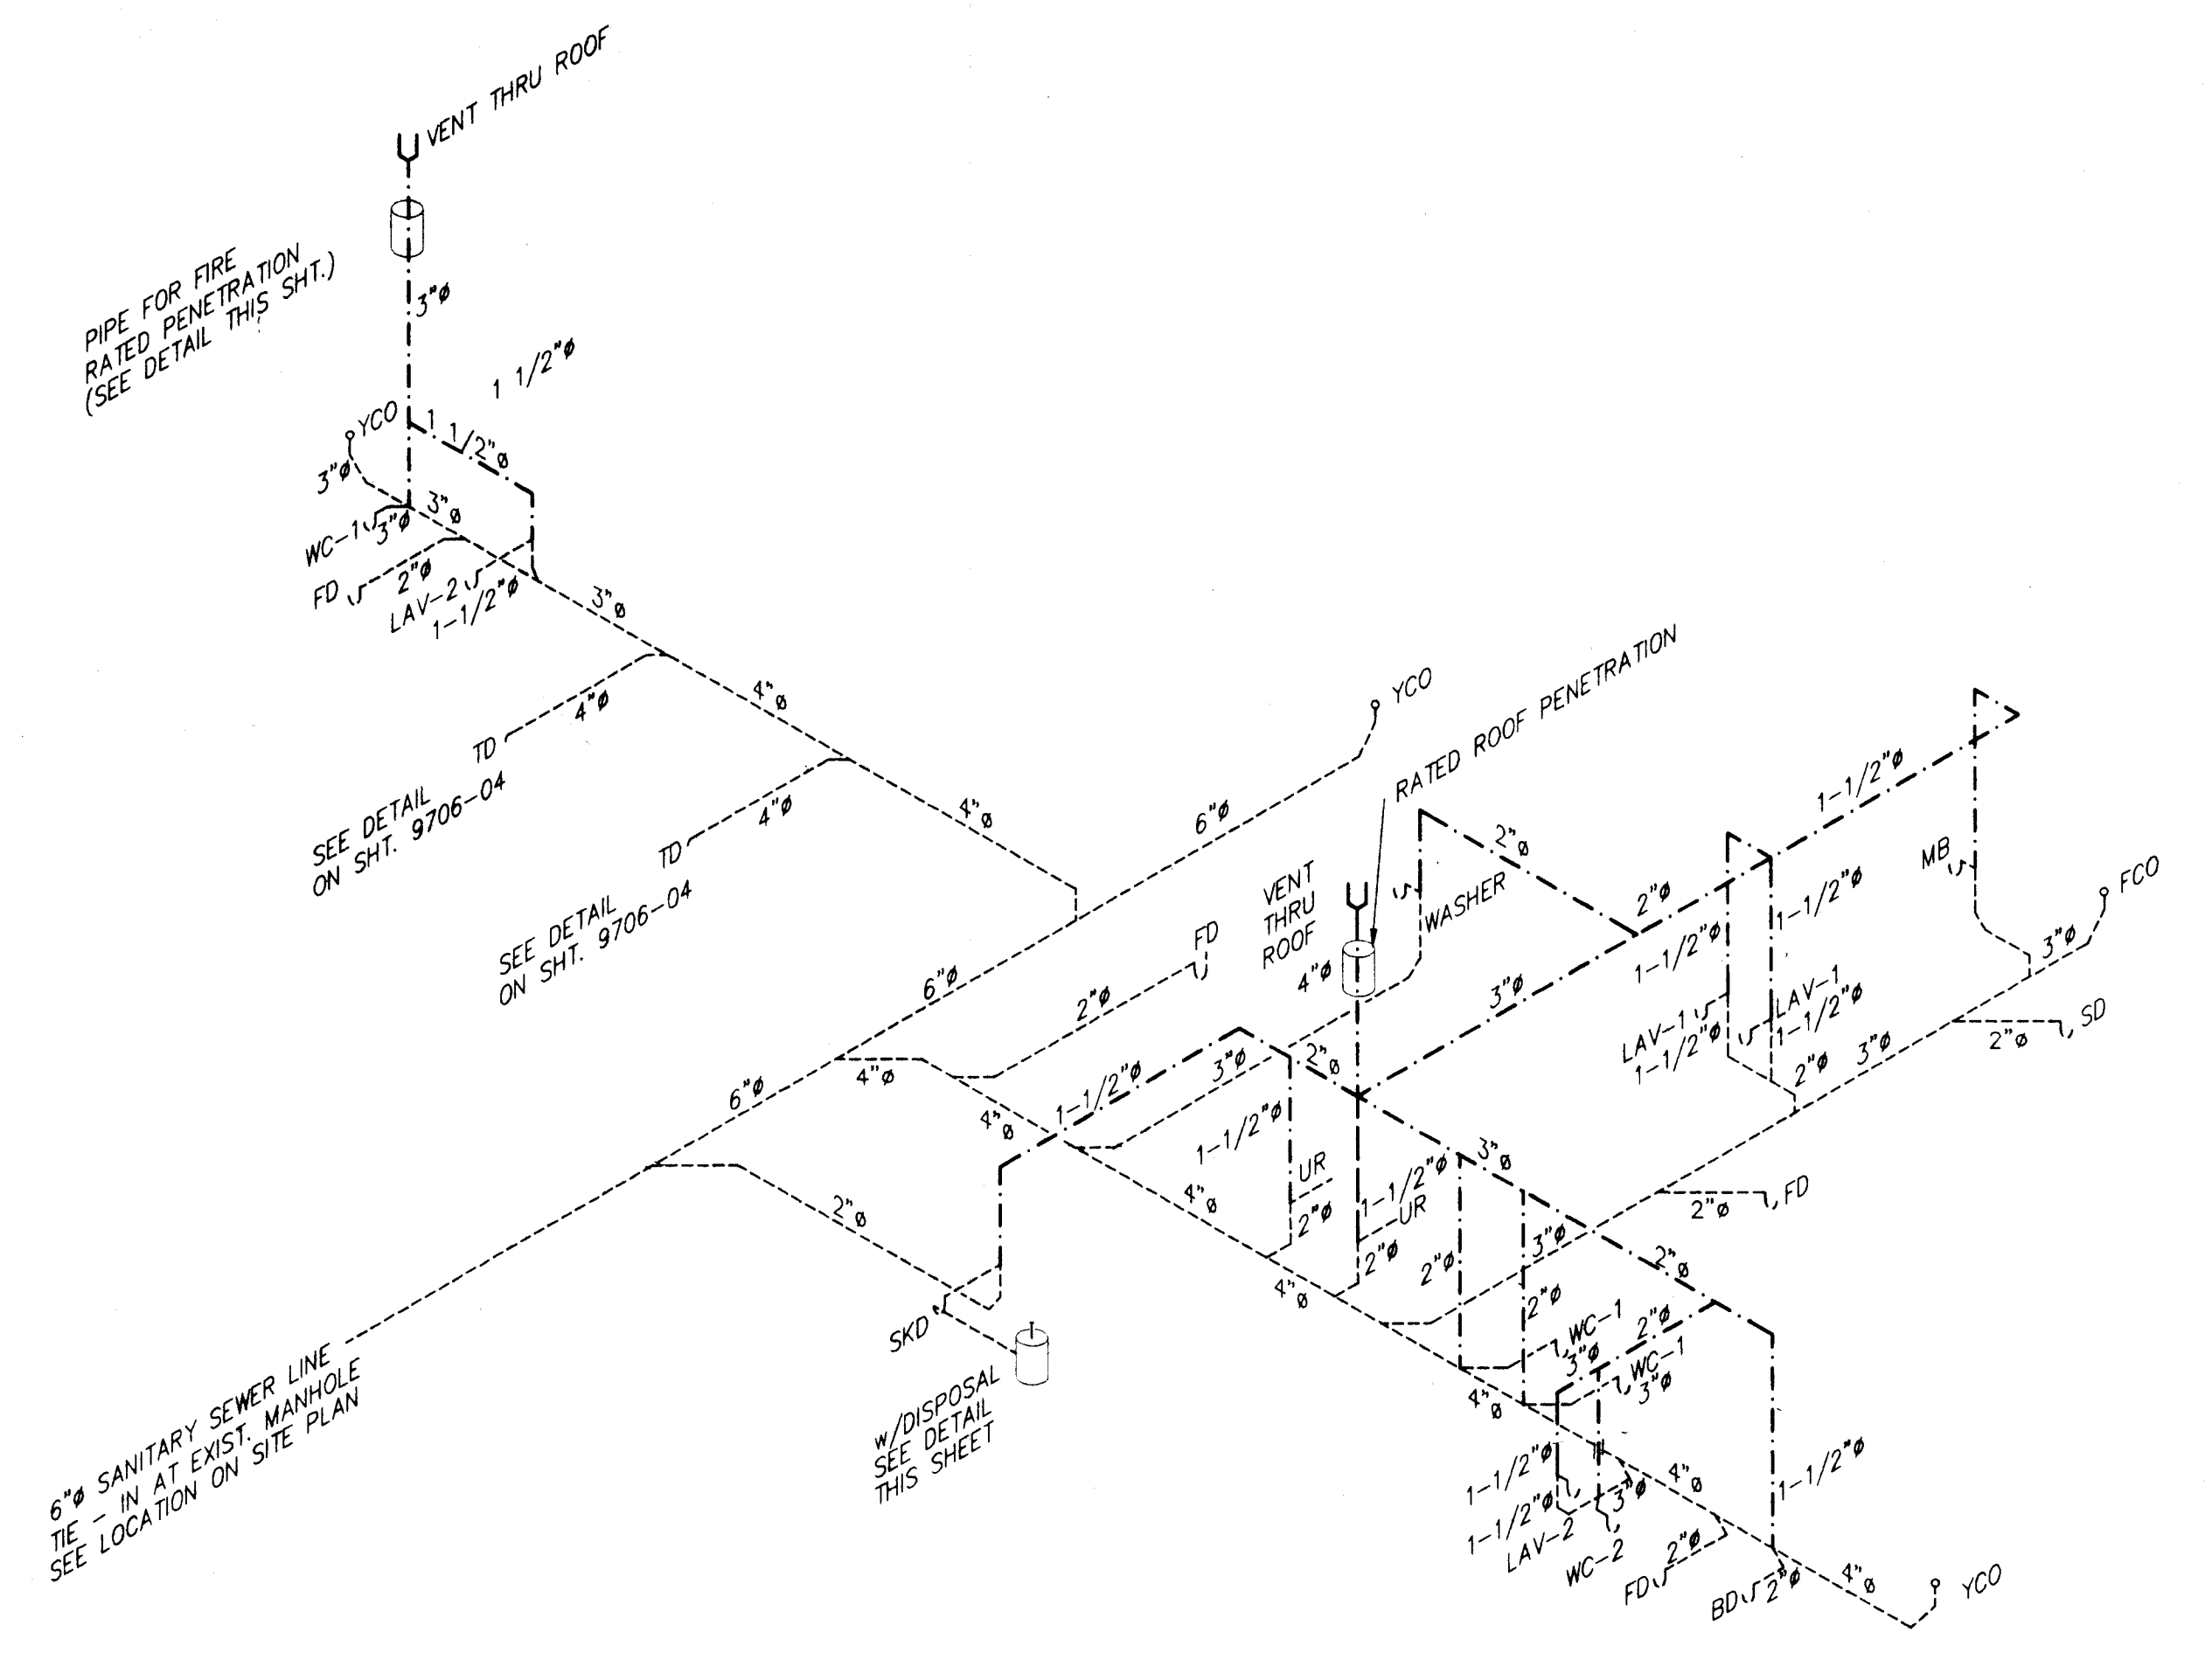 VENT THRU ROOF
PIPE FOR FIRE
RATED PENETRATION
(SEE DETAIL THIS SHT.)
3"ø
1 1/2"ø
YCO
1 1/2"ø
3"ø
WC-1
3"ø
3"ø
FD
2"ø
LAV-2
1-1/2"ø
3"ø
TD
4"ø
4"ø
SEE DETAIL
ON SHT. 9706-04
TD
4"ø
4"ø
SEE DETAIL
ON SHT. 9706-04
YCO
6"ø
RATED ROOF PENETRATION
6"ø
FD
2"ø
VENT
THRU
ROOF
4"ø
WASHER
2"ø
2"ø
3"ø
1-1/2"ø
MB
FCO
3"ø
1-1/2"ø
1-1/2"ø
LAV-1
1-1/2"ø
LAV-1
1-1/2"ø
2"ø
3"ø
2"ø
SD
6"ø
4"ø
4"ø
1-1/2"ø
3"ø
2"ø
1-1/2"ø
UR
2"ø
4"ø
1-1/2"ø
UR
2"ø
4"ø
3"ø
2"ø
3"ø
2"ø
FD
2"ø
2"ø
WC-1
3"ø
2"ø
WC-1
3"ø
4"ø
2"ø
SKD
w/DISPOSAL
SEE DETAIL
THIS SHEET
1-1/2"ø
1-1/2"ø
LAV-2
3"ø
WC-2
4"ø
1-1/2"ø
FD
2"ø
BD
2"ø
4"ø
YCO
6"ø SANITARY SEWER LINE
TIE - IN AT EXIST. MANHOLE
SEE LOCATION ON SITE PLAN